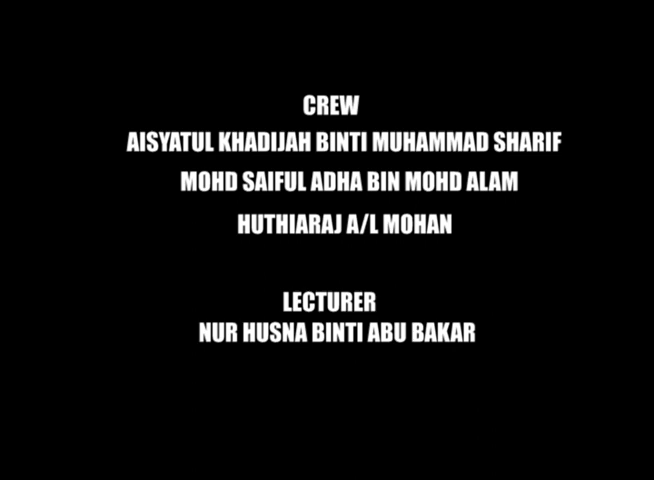 CREW
AISYATUL KHADIJAH BINTI MUHAMMAD SHARIF
MOHD SAIFUL ADHA BIN MOHD ALAM
HUTHIARAJ A/L MOHAN
LECTURER
NUR HUSNA BINTI ABU BAKAR